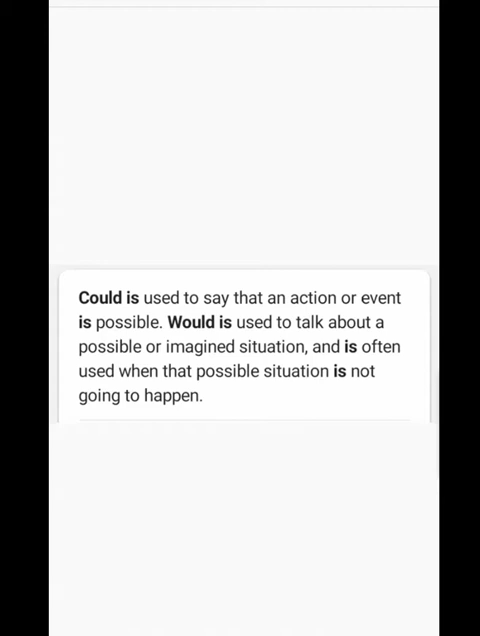 Could is used to say that an action or event
is possible. Would is used to talk about a
possible or imagined situation, and is often
used when that possible situation is not
going to happen.